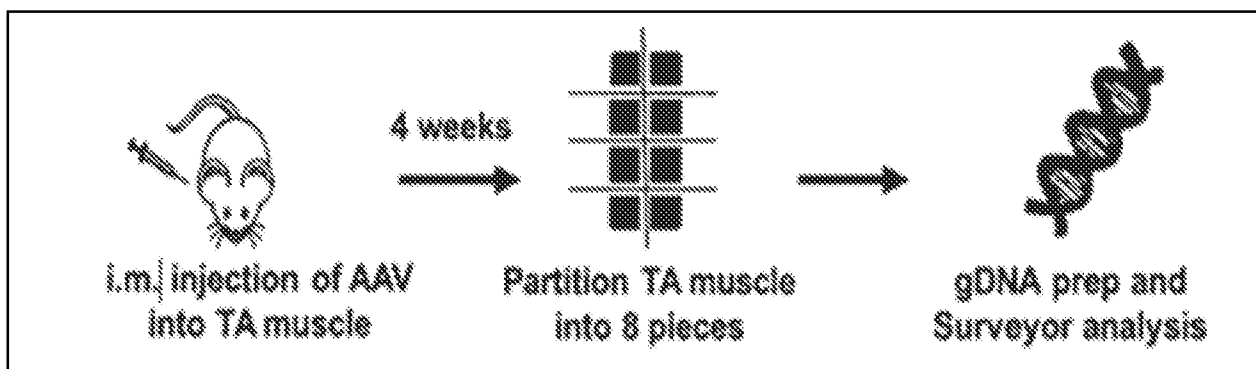 4 weeks
i.m. injection of AAV
into TA muscle
Partition TA muscle
into 8 pieces
gDNA prep and
Surveyor analysis